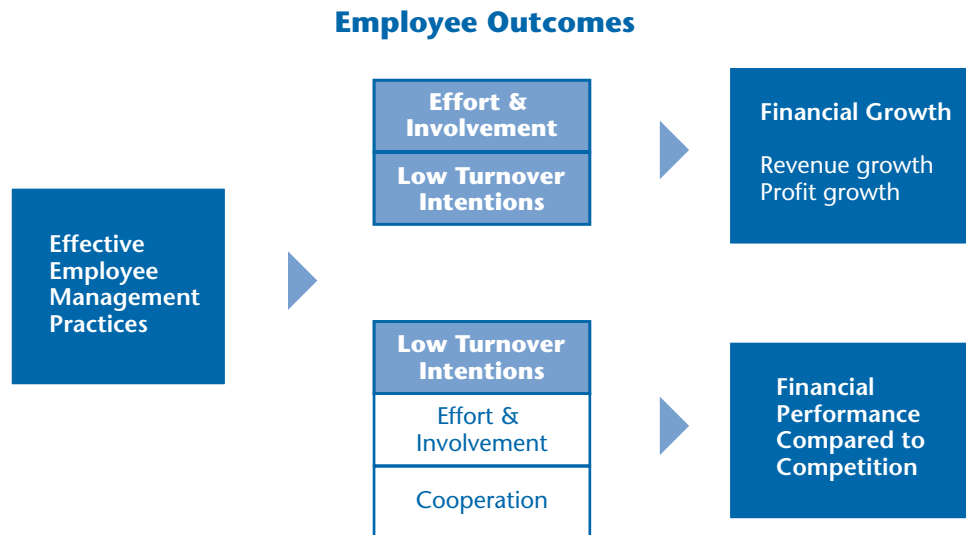 Employee Outcomes
Effective
Employee
Management
Practices
Effort &
Involvement
Low Turnover
Intentions
Financial Growth
Revenue growth
Profit growth
Low Turnover
Intentions
Effort &
Involvement
Cooperation
Financial
Performance
Compared to
Competition